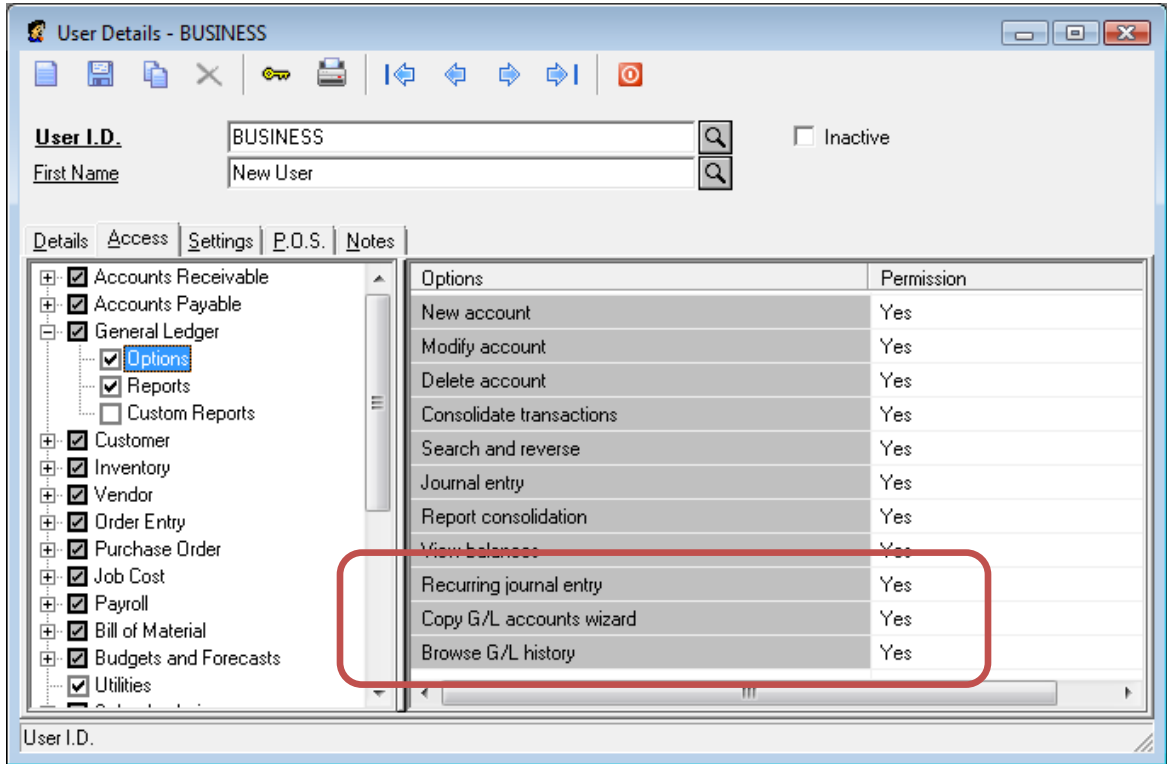 User Details - BUSINESS
User I.D. BUSINESS Inactive
First Name New User
Details Access Settings P.O.S. Notes
Accounts Receivable
Accounts Payable
General Ledger
Options
Reports
Custom Reports
Customer
Inventory
Vendor
Order Entry
Purchase Order
Job Cost
Payroll
Bill of Material
Budgets and Forecasts
Utilities
Options Permission
New account Yes
Modify account Yes
Delete account Yes
Consolidate transactions Yes
Search and reverse Yes
Journal entry Yes
Report consolidation Yes
View balances Yes
Recurring journal entry Yes
Copy G/L accounts wizard Yes
Browse G/L history Yes
User I.D.